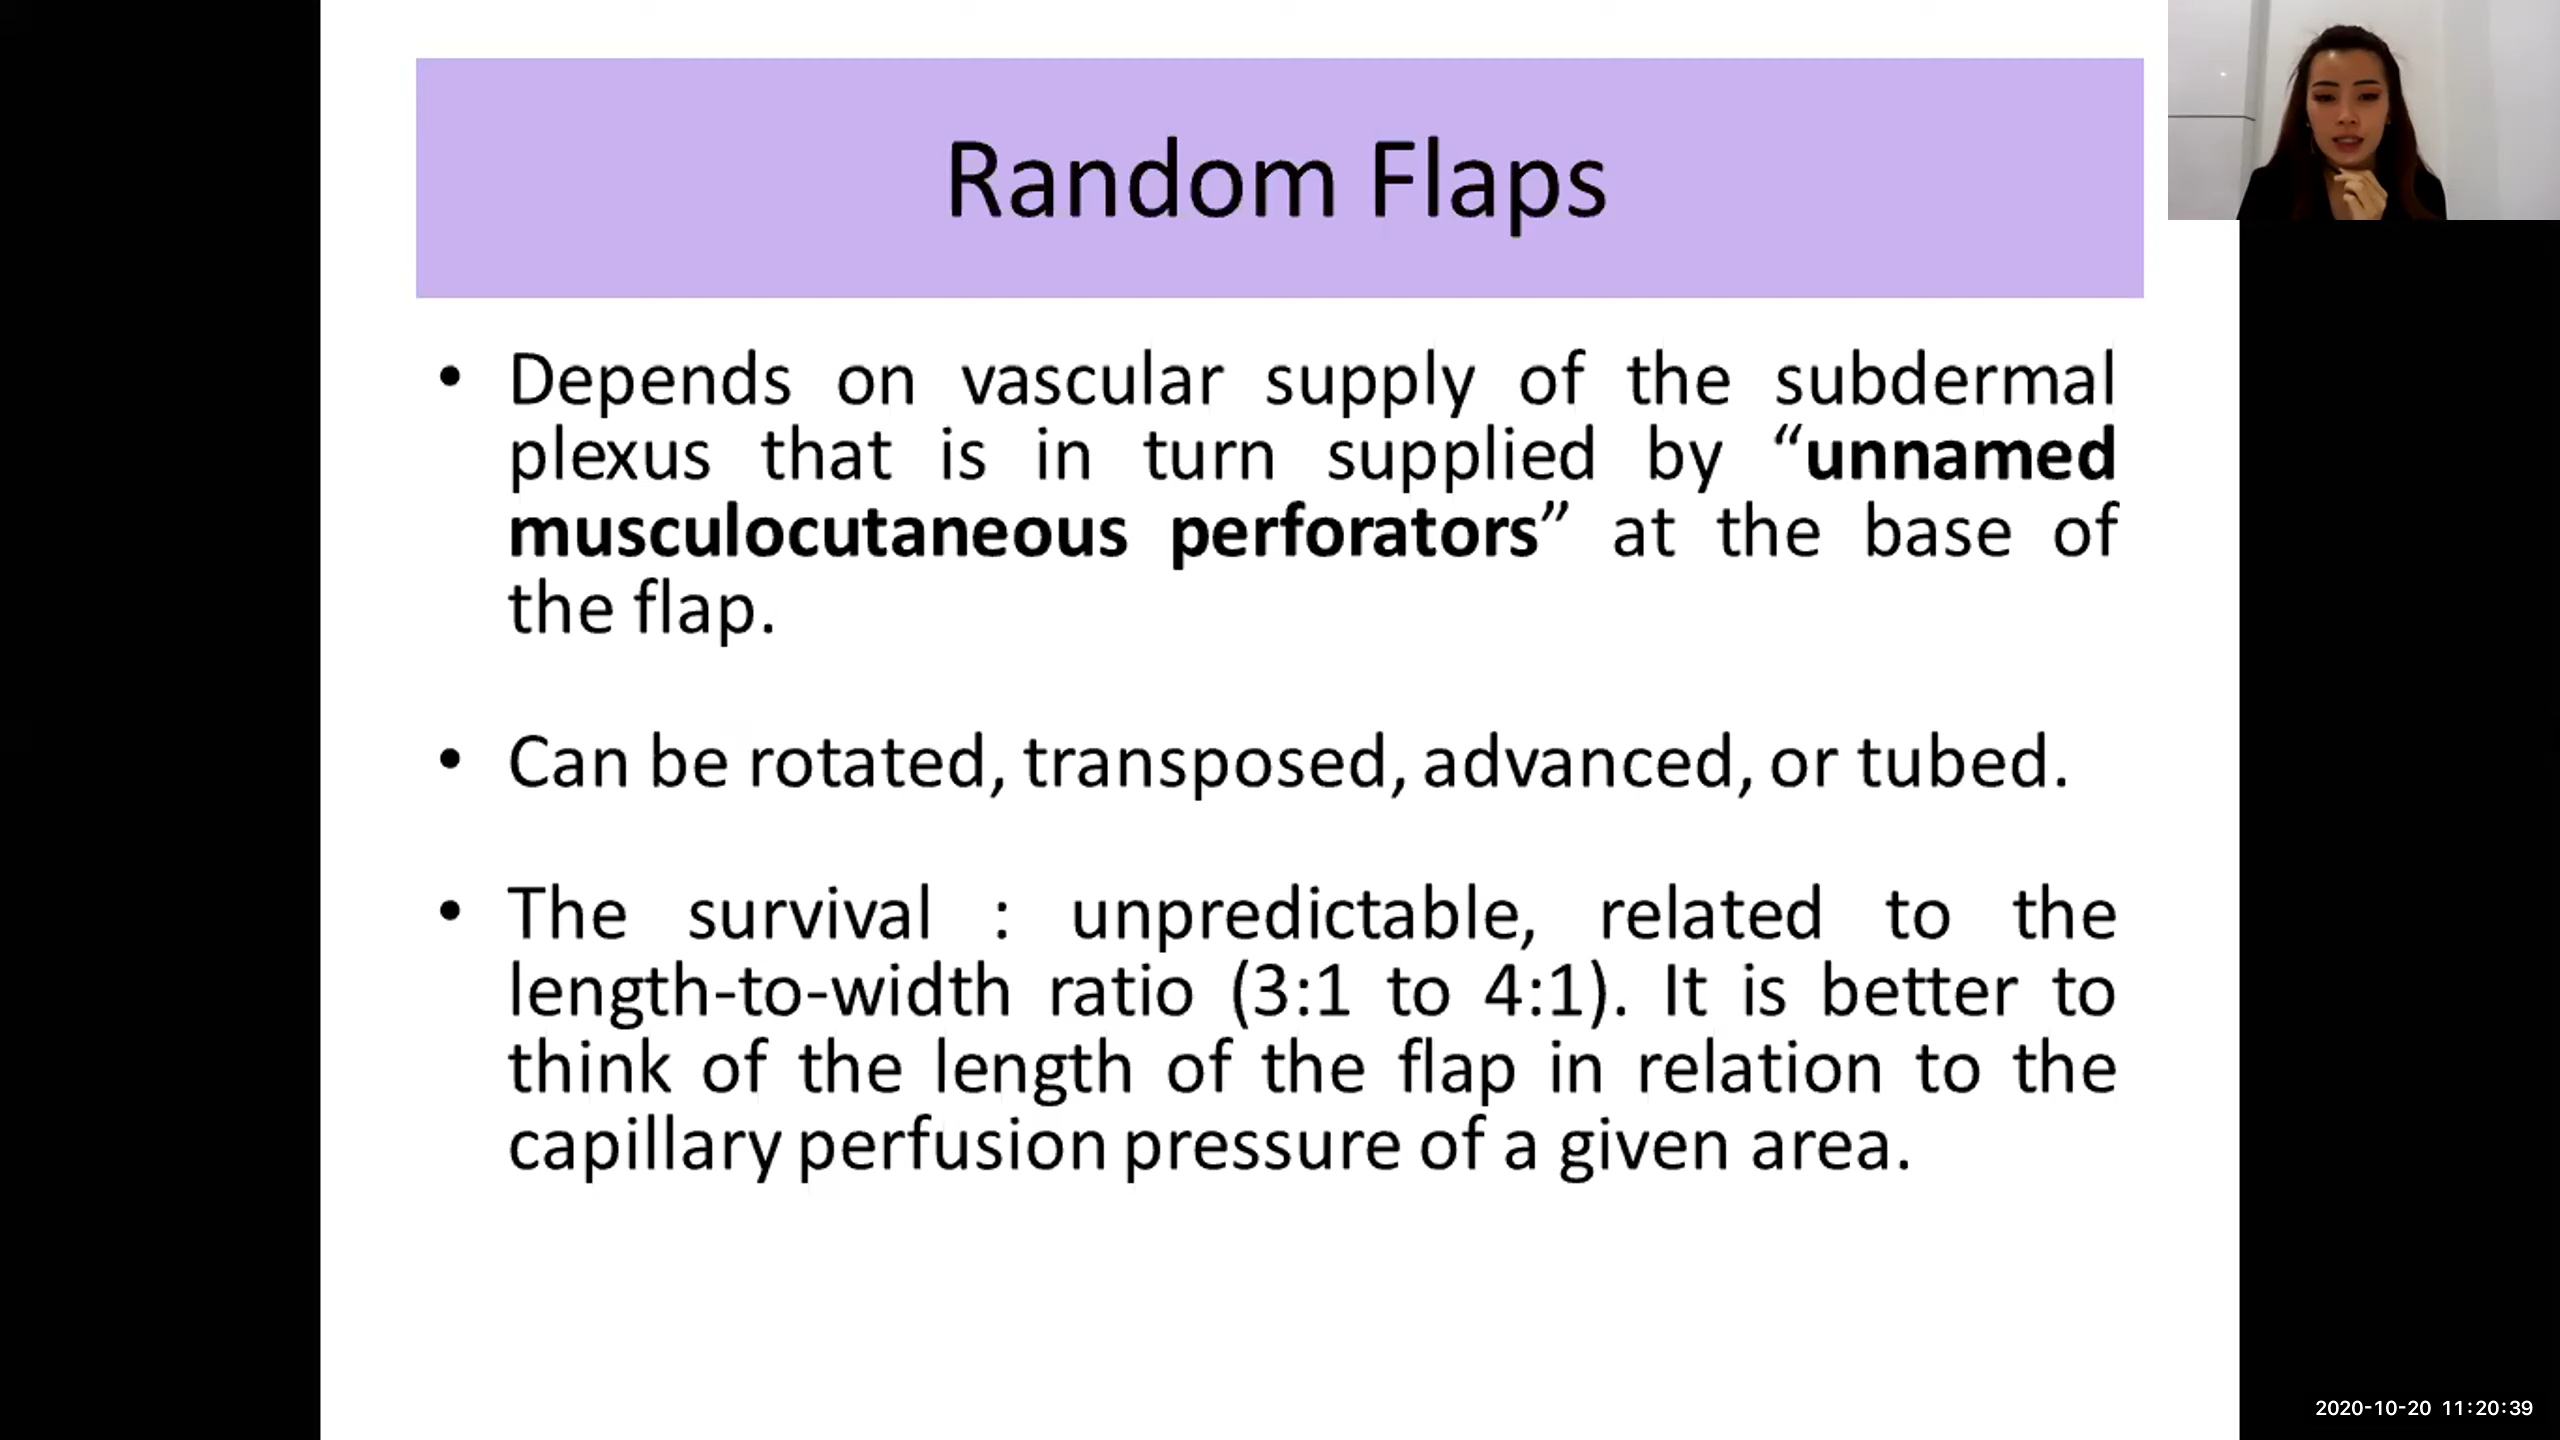 Random Flaps
• Depends on vascular supply of the subdermal
plexus that is in turn supplied by “unnamed
musculocutaneous perforators” at the base of
the flap.
• Can be rotated, transposed, advanced, or tubed.
• The survival : unpredictable, related to the
length-to-width ratio (3:1 to 4:1). It is better to
think of the length of the flap in relation to the
capillary perfusion pressure of a given area.
2020-10-20 11:20:39